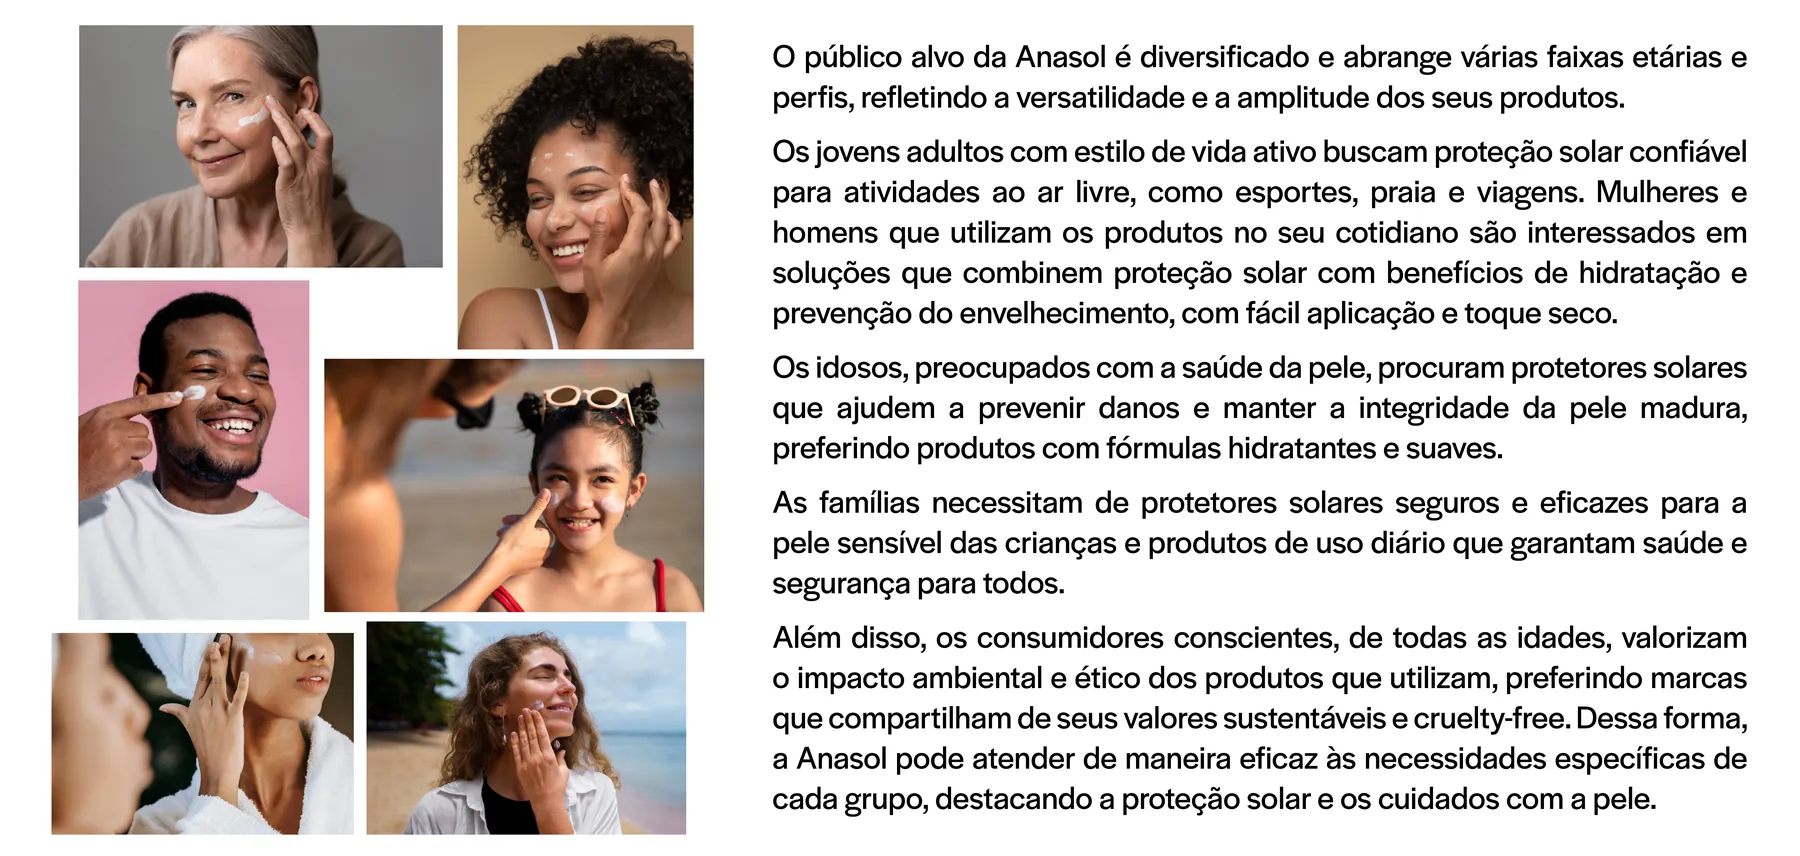 O público alvo da Anasol é diversificado e abrange várias faixas etárias e
perfis, refletindo a versatilidade e a amplitude dos seus produtos.
Os jovens adultos com estilo de vida ativo buscam proteção solar confiável
para atividades ao ar livre, como esportes, praia e viagens. Mulheres e
homens que utilizam os produtos no seu cotidiano são interessados em
soluções que combinem proteção solar com benefícios de hidratação e
prevenção do envelhecimento, com fácil aplicação e toque seco.
Os idosos, preocupados com a saúde da pele, procuram protetores solares
que ajudem a prevenir danos e manter a integridade da pele madura,
preferindo produtos com fórmulas hidratantes e suaves.
As famílias necessitam de protetores solares seguros e eficazes para a
pele sensível das crianças e produtos de uso diário que garantam saúde e
segurança para todos.
Além disso, os consumidores conscientes, de todas as idades, valorizam
o impacto ambiental e ético dos produtos que utilizam, preferindo marcas
que compartilham de seus valores sustentáveis e cruelty-free. Dessa forma,
a Anasol pode atender de maneira eficaz às necessidades específicas de
cada grupo, destacando a proteção solar e os cuidados com a pele.